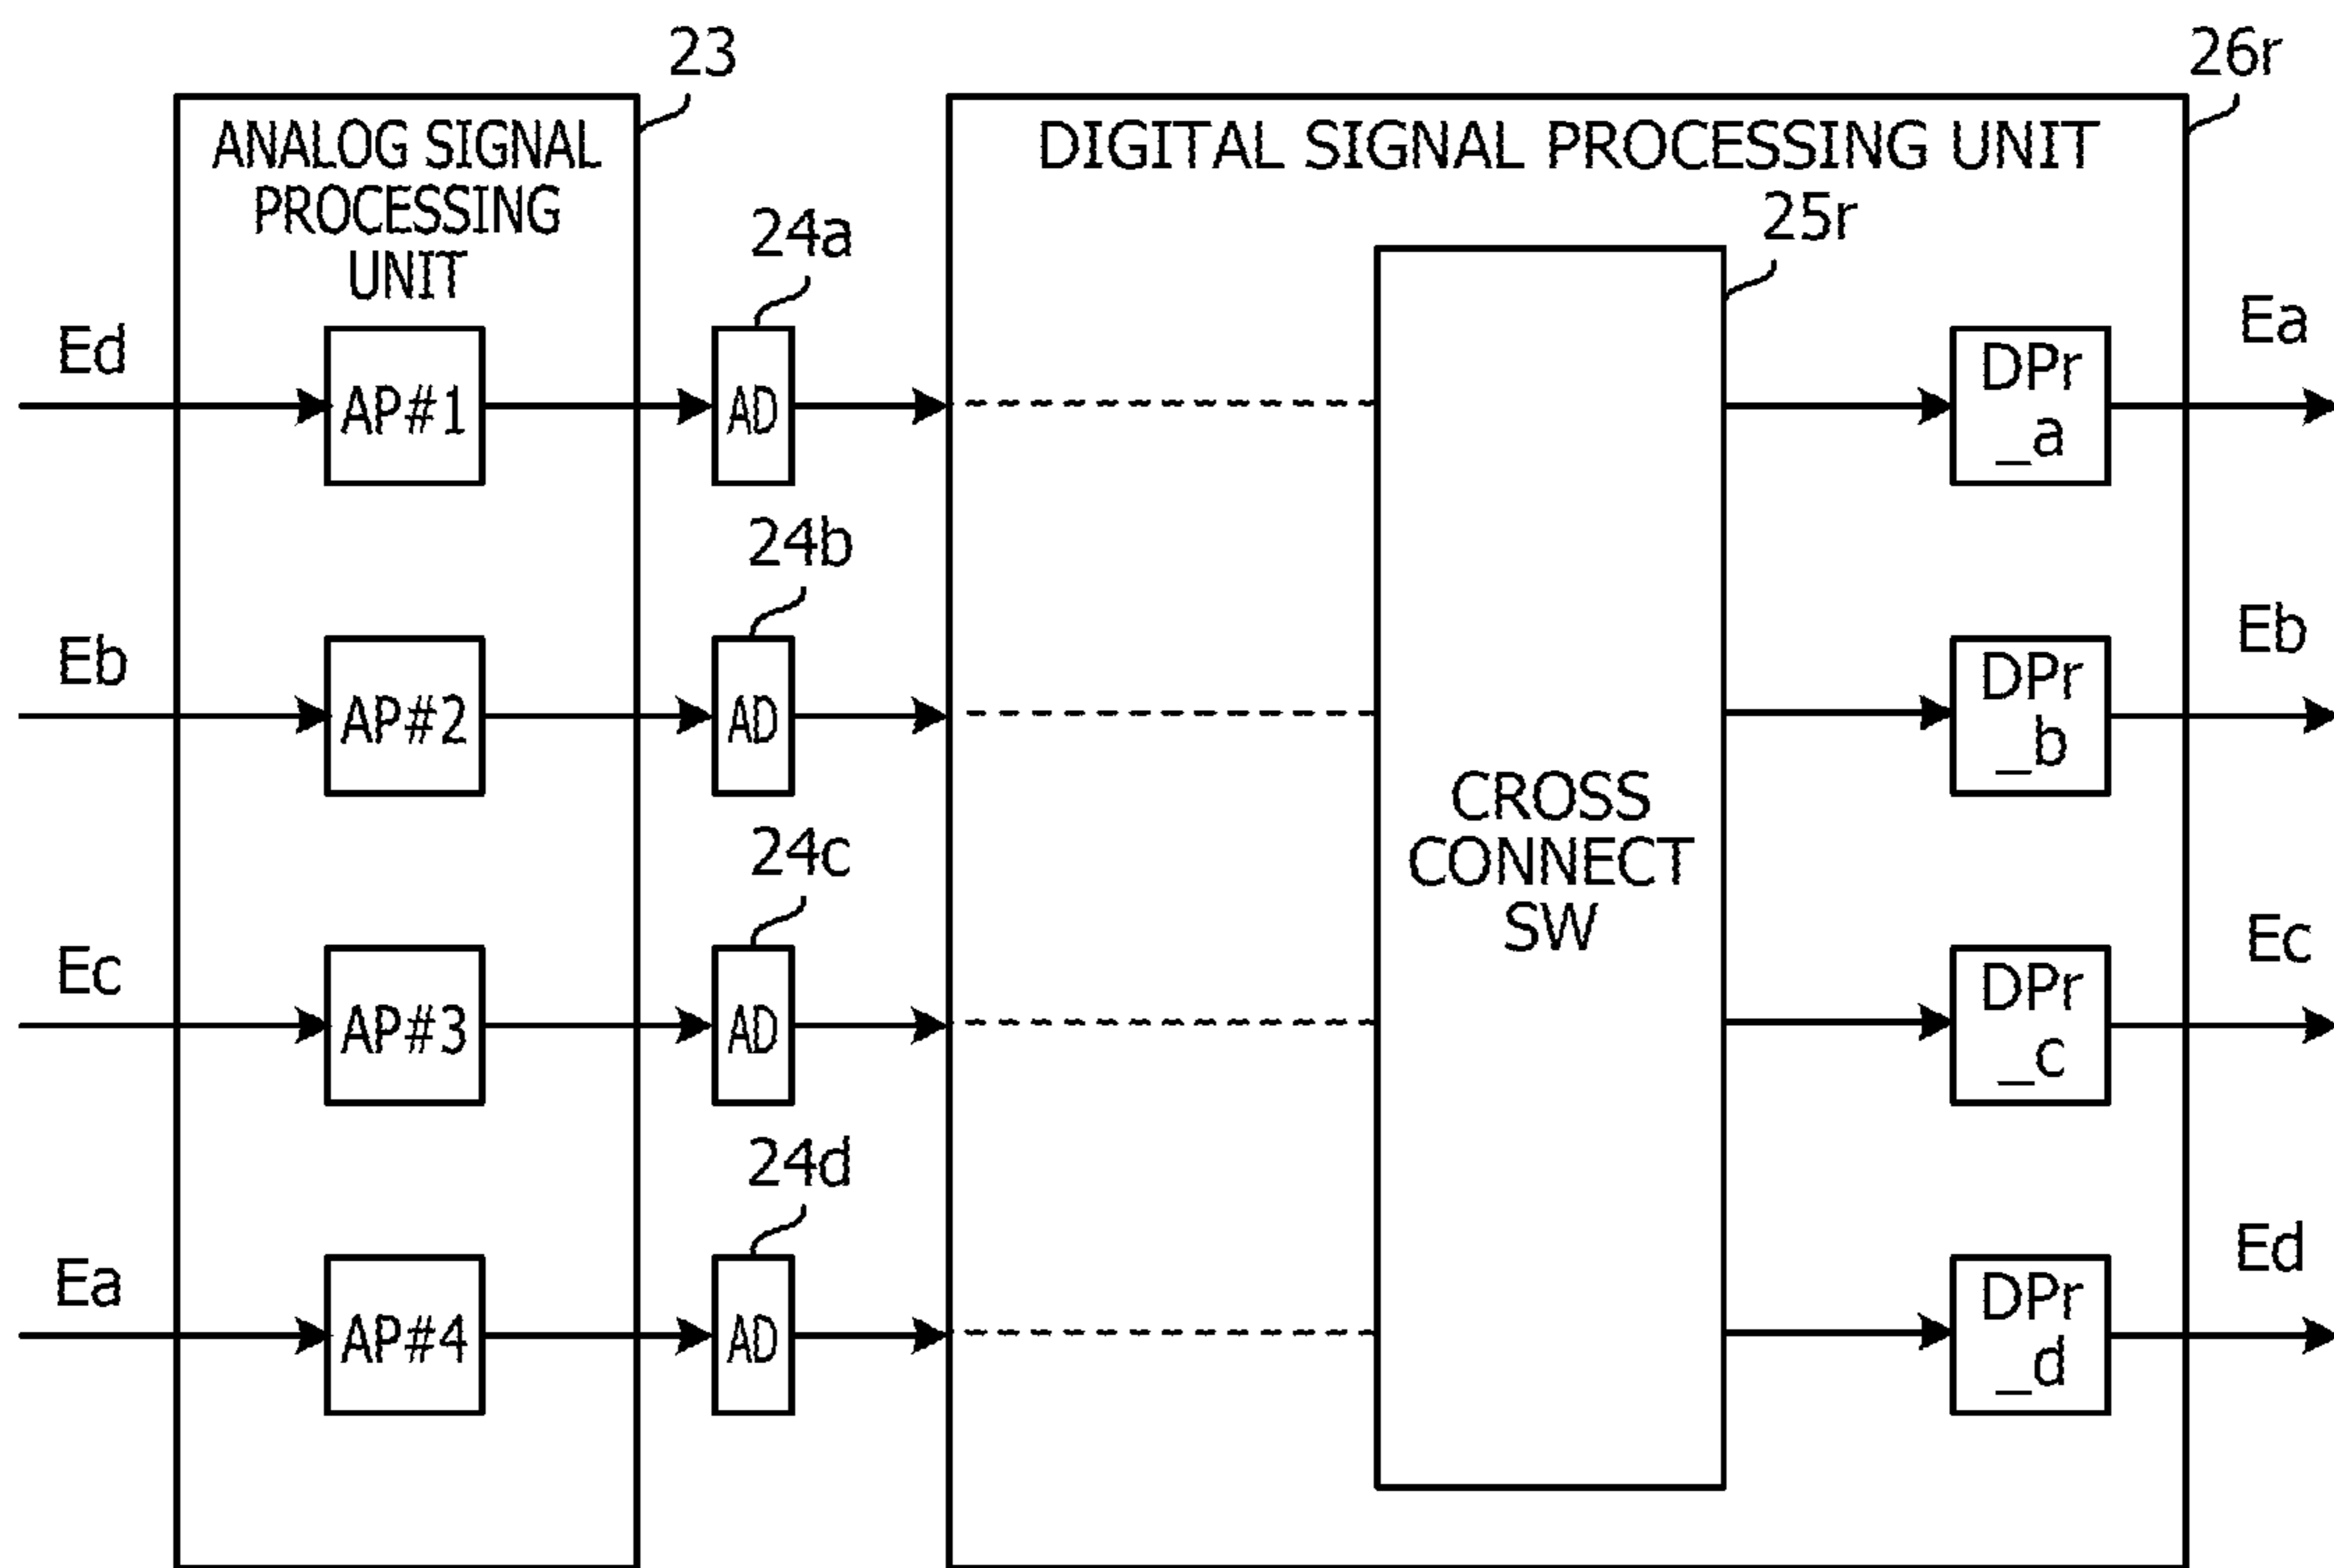 23
26r
ANALOG SIGNAL
PROCESSING
UNIT
DIGITAL SIGNAL PROCESSING UNIT
24a
25r
Ed
AP#1
AD
DPr
_a
Ea
24b
Eb
AP#2
AD
DPr
_b
Eb
CROSS
CONNECT
SW
24c
Ec
AP#3
AD
DPr
_c
Ec
24d
Ea
AP#4
AD
DPr
_d
Ed